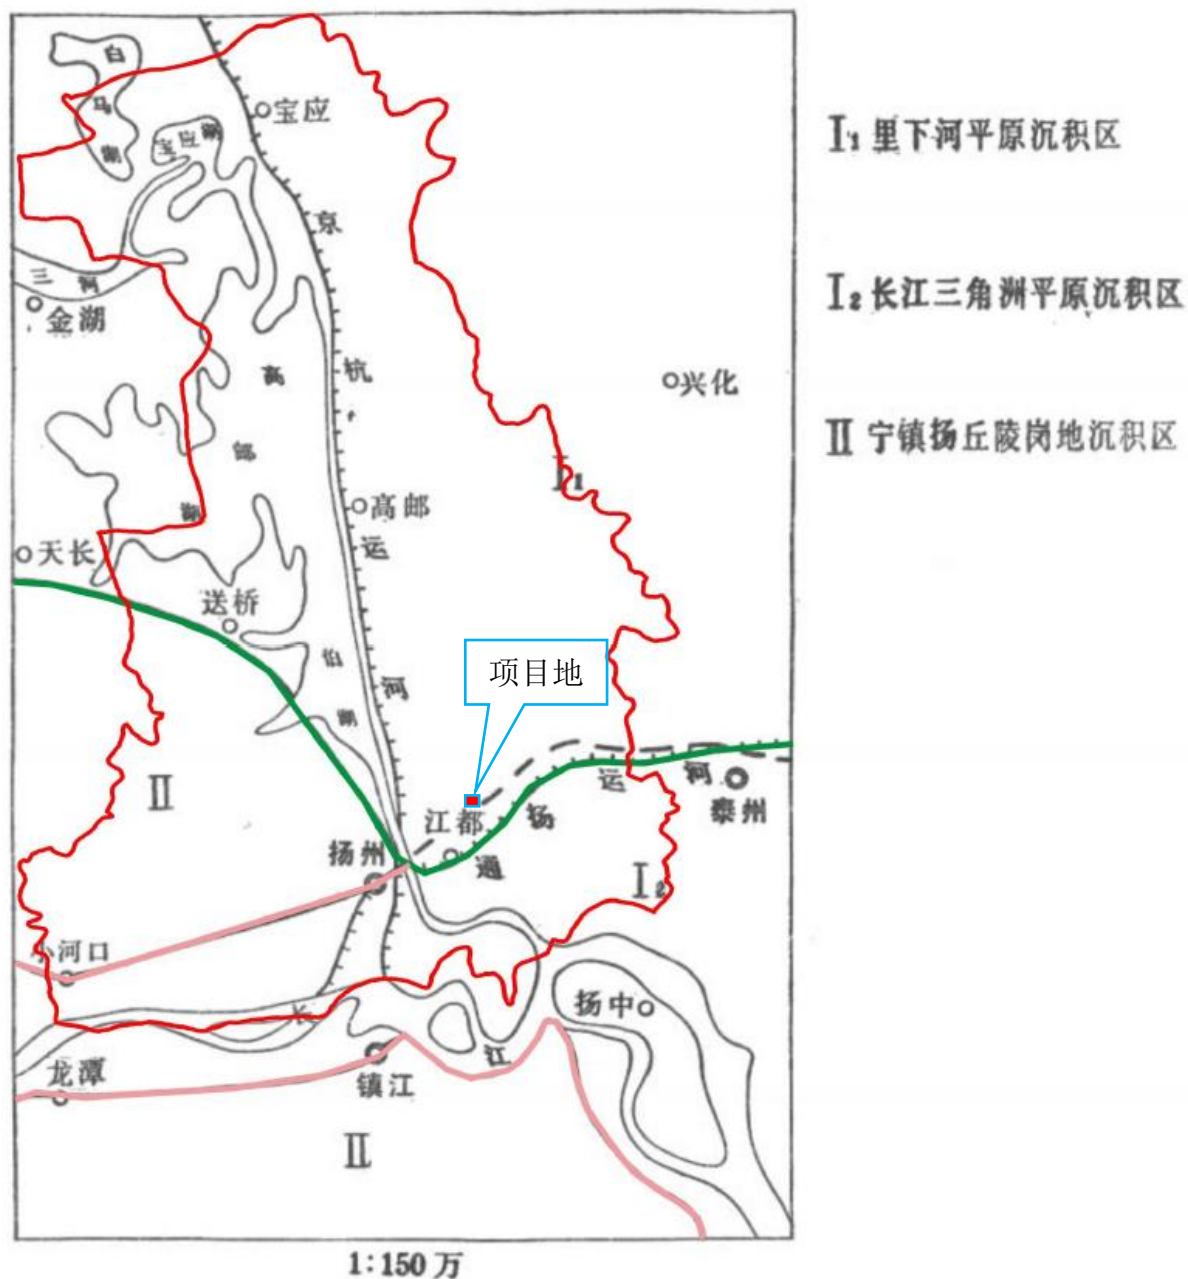 白马湖
宝应湖
宝应
I₁ 里下河平原沉积区
京杭运河
三河
金湖
I₂ 长江三角洲平原沉积区
高邮湖
兴化
II 宁镇扬丘陵岗地沉积区
I₁
高邮
天长
送桥
伯湖
项目地
II
通扬运河
泰州
江都
扬州
I₂
小河口
扬中
长江
龙潭
镇江
II
1:150万